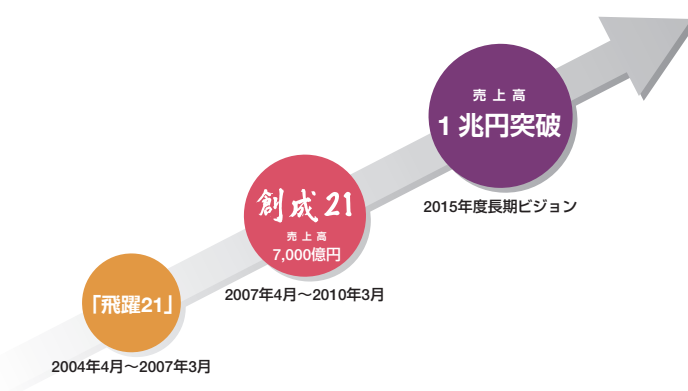 売上高
1 兆円突破
2015年度長期ビジョン
創成21
売上高
7,000億円
2007年4月～2010年3月
「飛躍21」
2004年4月～2007年3月